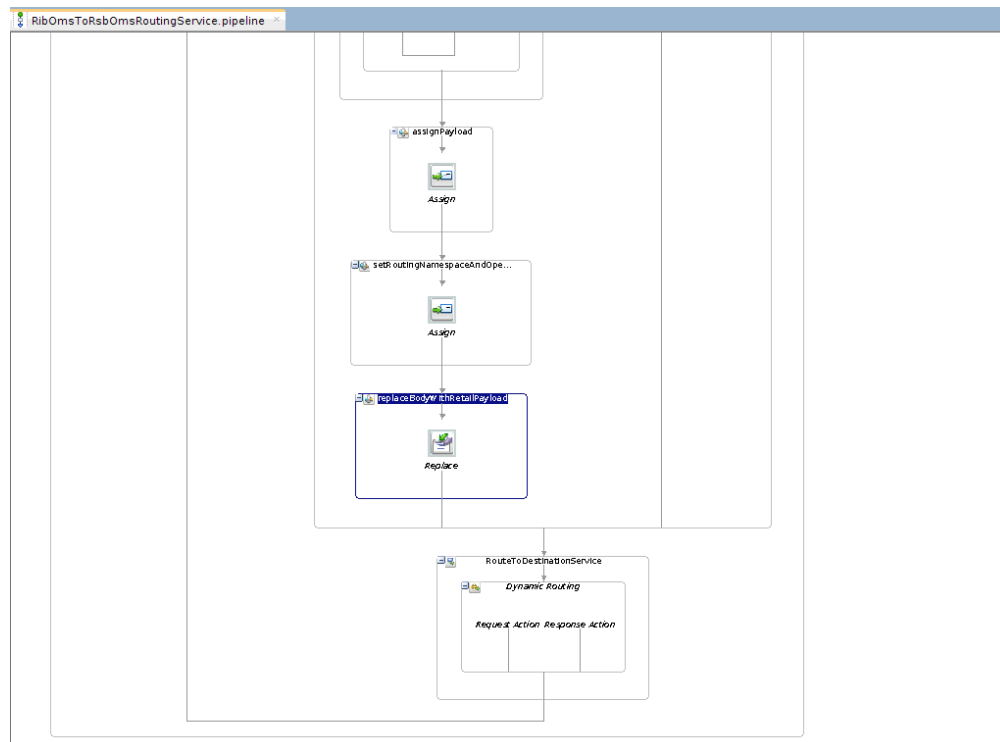 RibOmsToRsbOmsRoutingService.pipeline
assignPayload
Assign
setRoutingNamespaceAndOpe...
Assign
replaceBodyWithRetailPayload
Replace
RouteToDestinationService
Dynamic Routing
Request Action Response Action